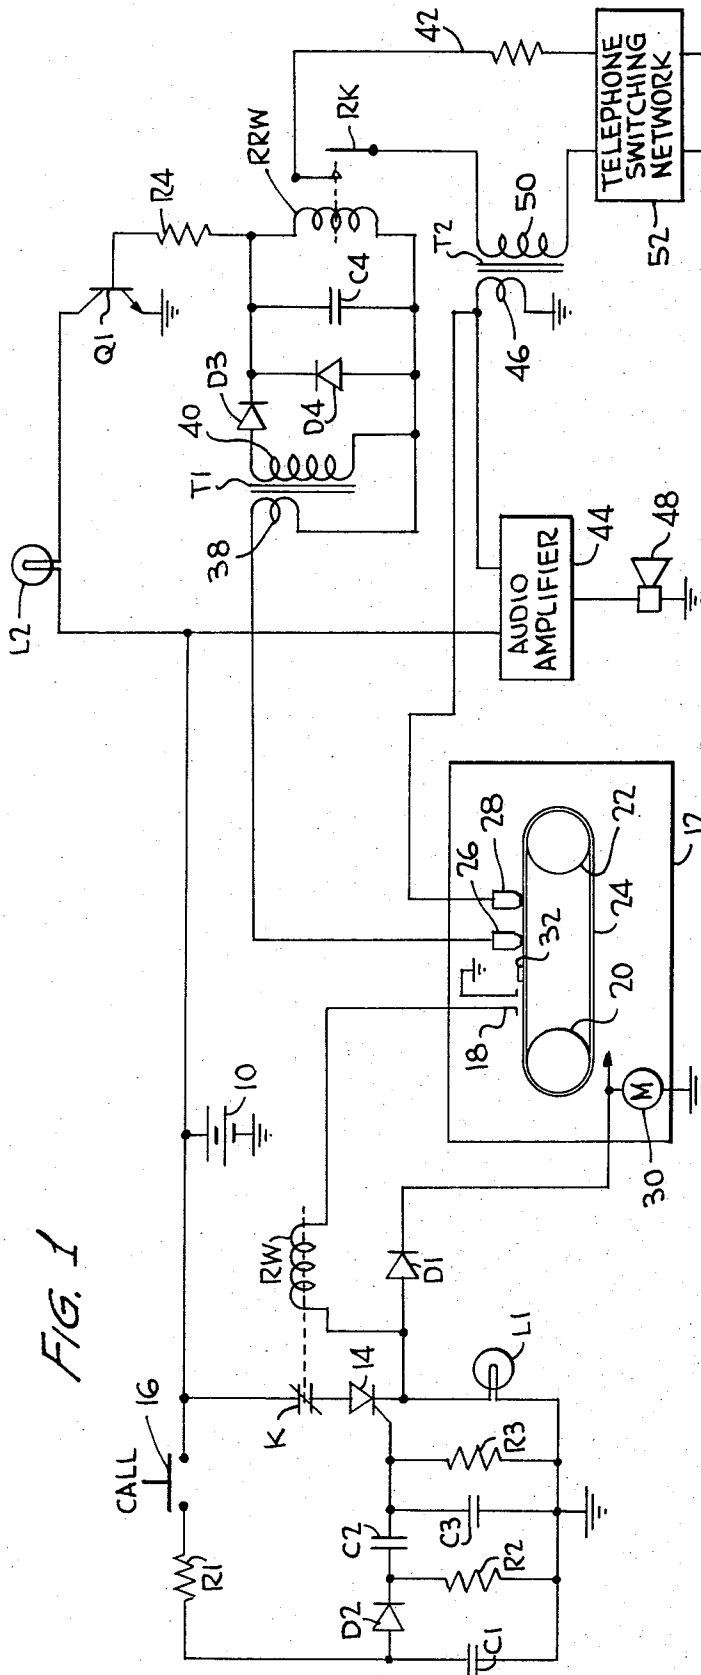 FIG. 1
CALL
16
R1
D2
C1
C2
R2
C3
R3
K
14
L1
RW
D1
10
18
20
22
24
26
28
32
30
M
12
L2
Q1
R4
T1
38
40
D3
D4
C4
RRW
RK
42
T2
46
50
AUDIO
AMPLIFIER
44
48
TELEPHONE
SWITCHING
NETWORK
52